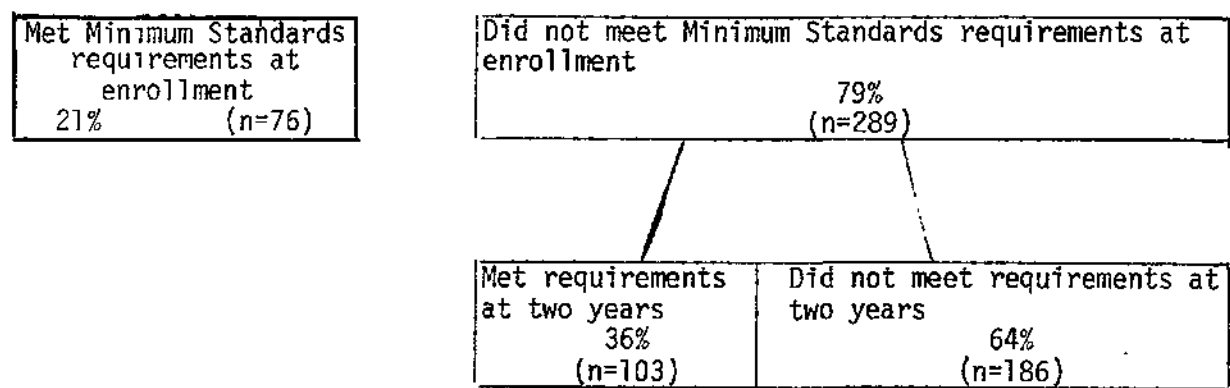 Met Minimum Standards
requirements at
enrollment
21% (n=76)
Did not meet Minimum Standards requirements at
enrollment
79%
(n=289)
Met requirements
at two years
36%
(n=103)
Did not meet requirements at
two years
64%
(n=186)